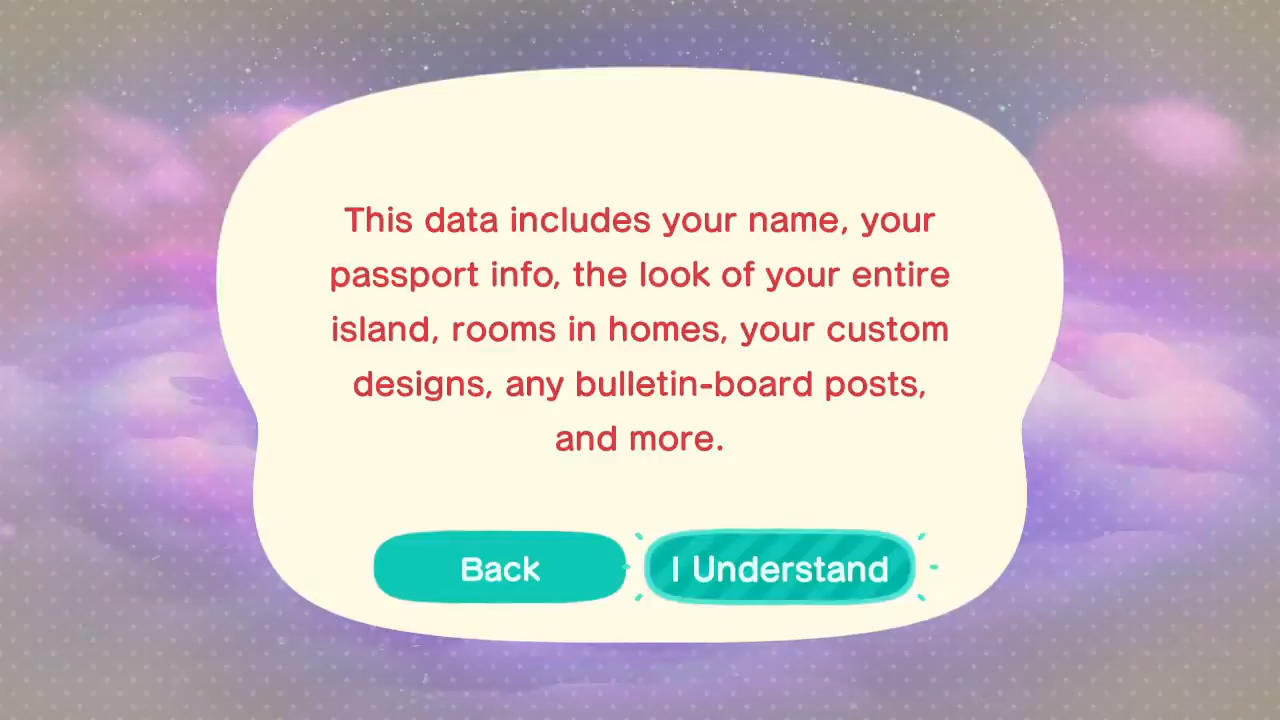 This data includes your name, your
passport info, the look of your entire
island, rooms in homes, your custom
designs, any bulletin-board posts,
and more.
Back
I Understand